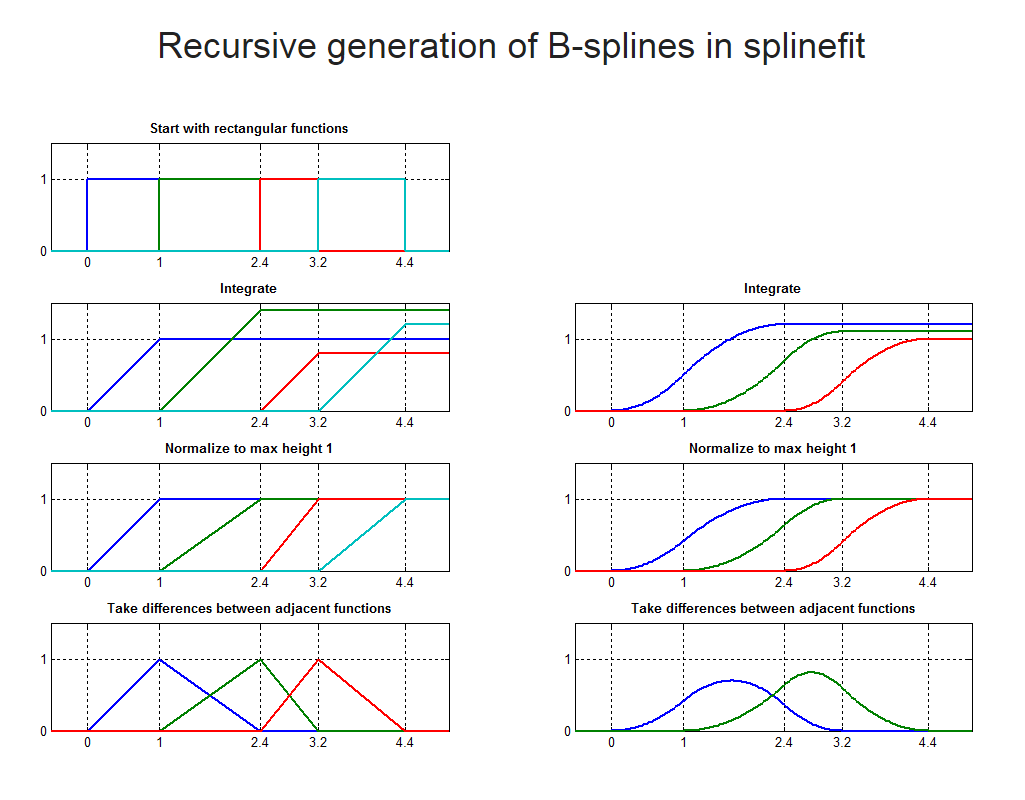 Recursive generation of B-splines in splinefit
Start with rectangular functions
1
0
0 1 2.4 3.2 4.4
Integrate
1
0
0 1 2.4 3.2 4.4
Normalize to max height 1
1
0
0 1 2.4 3.2 4.4
Take differences between adjacent functions
1
0
0 1 2.4 3.2 4.4
Integrate
1
0
0 1 2.4 3.2 4.4
Normalize to max height 1
1
0
0 1 2.4 3.2 4.4
Take differences between adjacent functions
1
0
0 1 2.4 3.2 4.4